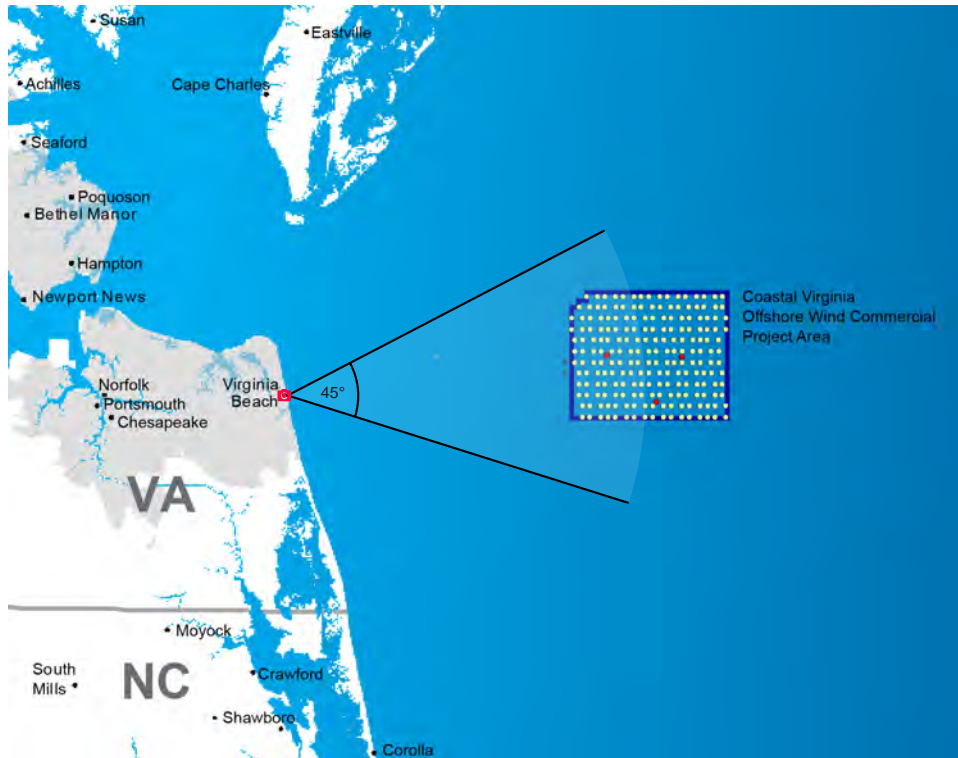 Susan
Eastville
Achilles
Cape Charles
Seaford
Poquoson
Bethel Manor
Hampton
Newport News
Coastal Virginia
Offshore Wind Commercial
Project Area
Norfolk
Portsmouth
Chesapeake
Virginia
Beach
C
45°
VA
Moyock
NC
South
Mills
Crawford
Shawboro
Corolla